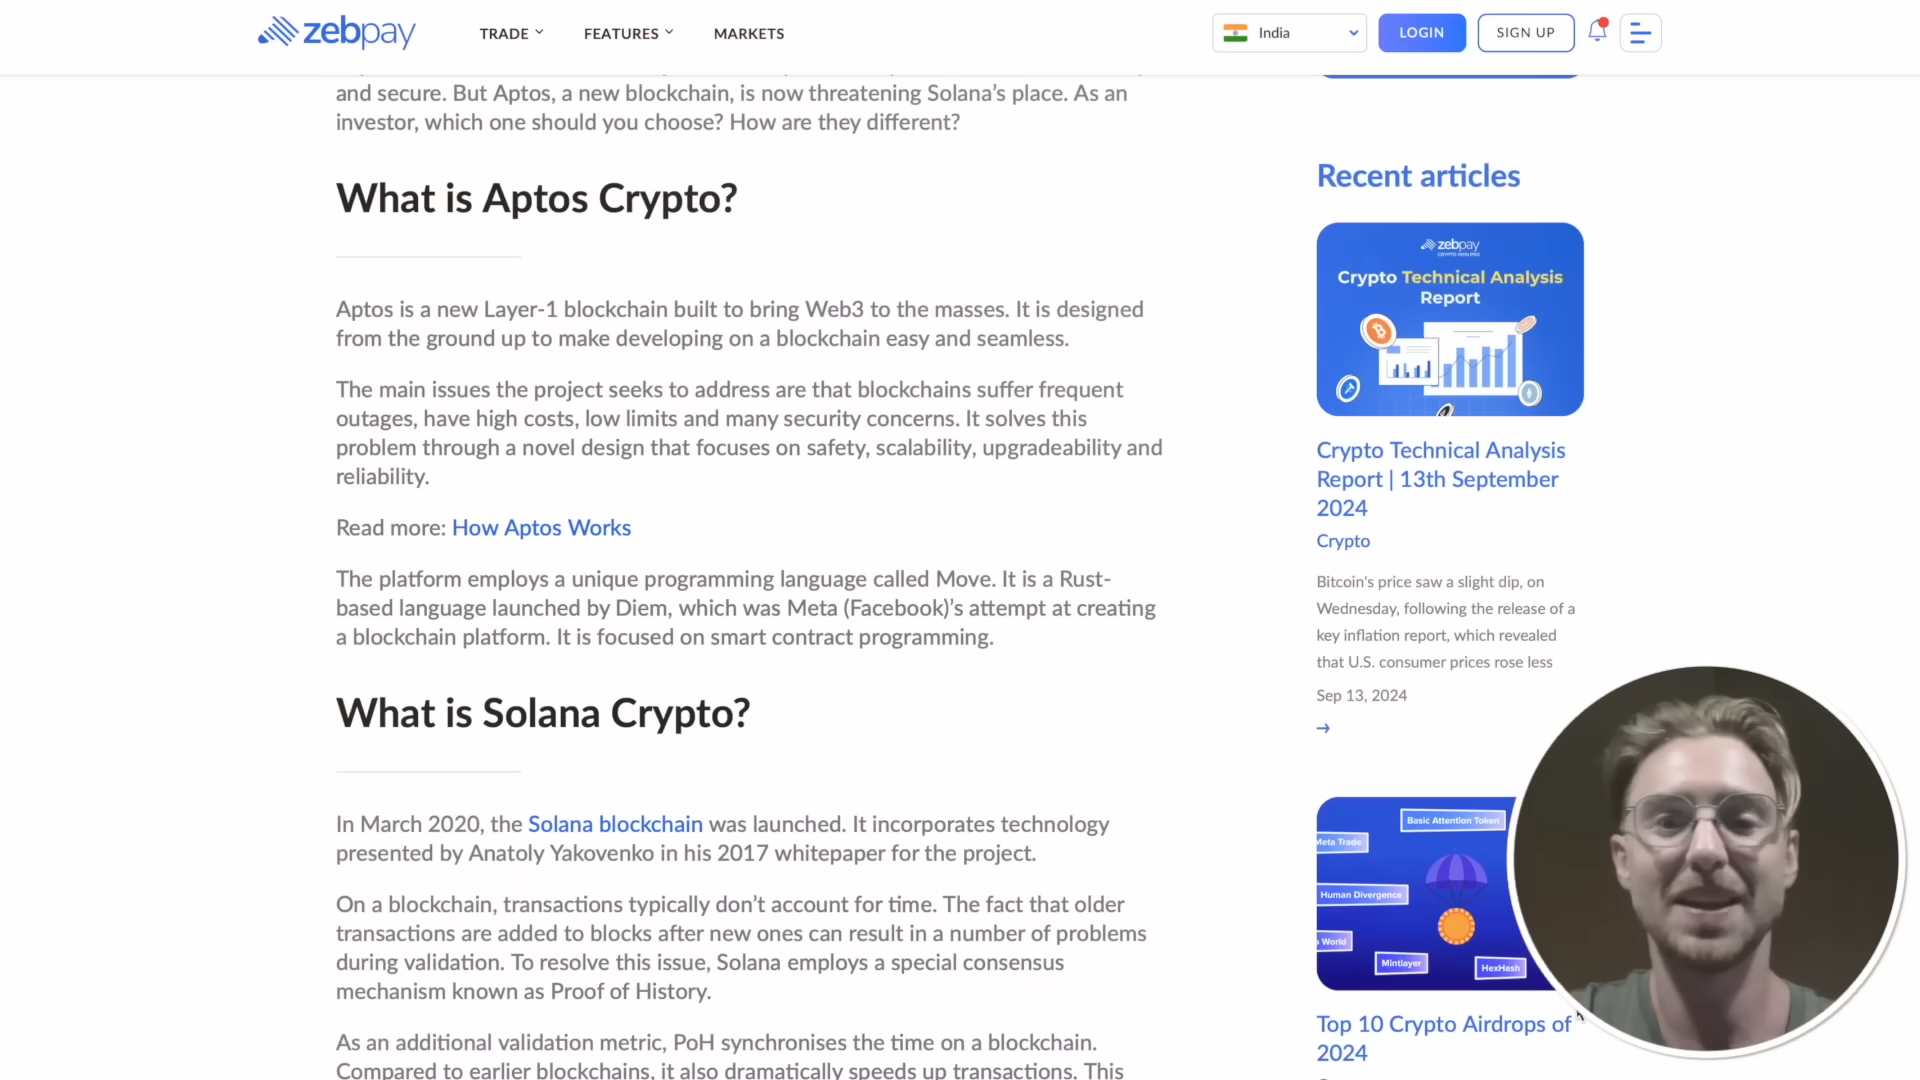 zebpay
TRADE
FEATURES
MARKETS
India
LOGIN
SIGN UP
and secure. But Aptos, a new blockchain, is now threatening Solana’s place. As an
investor, which one should you choose? How are they different?
What is Aptos Crypto?
Aptos is a new Layer-1 blockchain built to bring Web3 to the masses. It is designed
from the ground up to make developing on a blockchain easy and seamless.
The main issues the project seeks to address are that blockchains suffer frequent
outages, have high costs, low limits and many security concerns. It solves this
problem through a novel design that focuses on safety, scalability, upgradeability and
reliability.
Read more: How Aptos Works
The platform employs a unique programming language called Move. It is a Rust-
based language launched by Diem, which was Meta (Facebook)’s attempt at creating
a blockchain platform. It is focused on smart contract programming.
What is Solana Crypto?
In March 2020, the Solana blockchain was launched. It incorporates technology
presented by Anatoly Yakovenko in his 2017 whitepaper for the project.
On a blockchain, transactions typically don’t account for time. The fact that older
transactions are added to blocks after new ones can result in a number of problems
during validation. To resolve this issue, Solana employs a special consensus
mechanism known as Proof of History.
As an additional validation metric, PoH synchronises the time on a blockchain.
Compared to earlier blockchains, it also dramatically speeds up transactions. This
Recent articles
zebpay
Crypto Technical Analysis
Report
Crypto Technical Analysis
Report | 13th September
2024
Crypto
Bitcoin's price saw a slight dip, on
Wednesday, following the release of a
key inflation report, which revealed
that U.S. consumer prices rose less
Sep 13, 2024
Basic Attention Token
Meta Trade
Human Divergence
World
Mintlayer
HexHash
Top 10 Crypto Airdrops of
2024